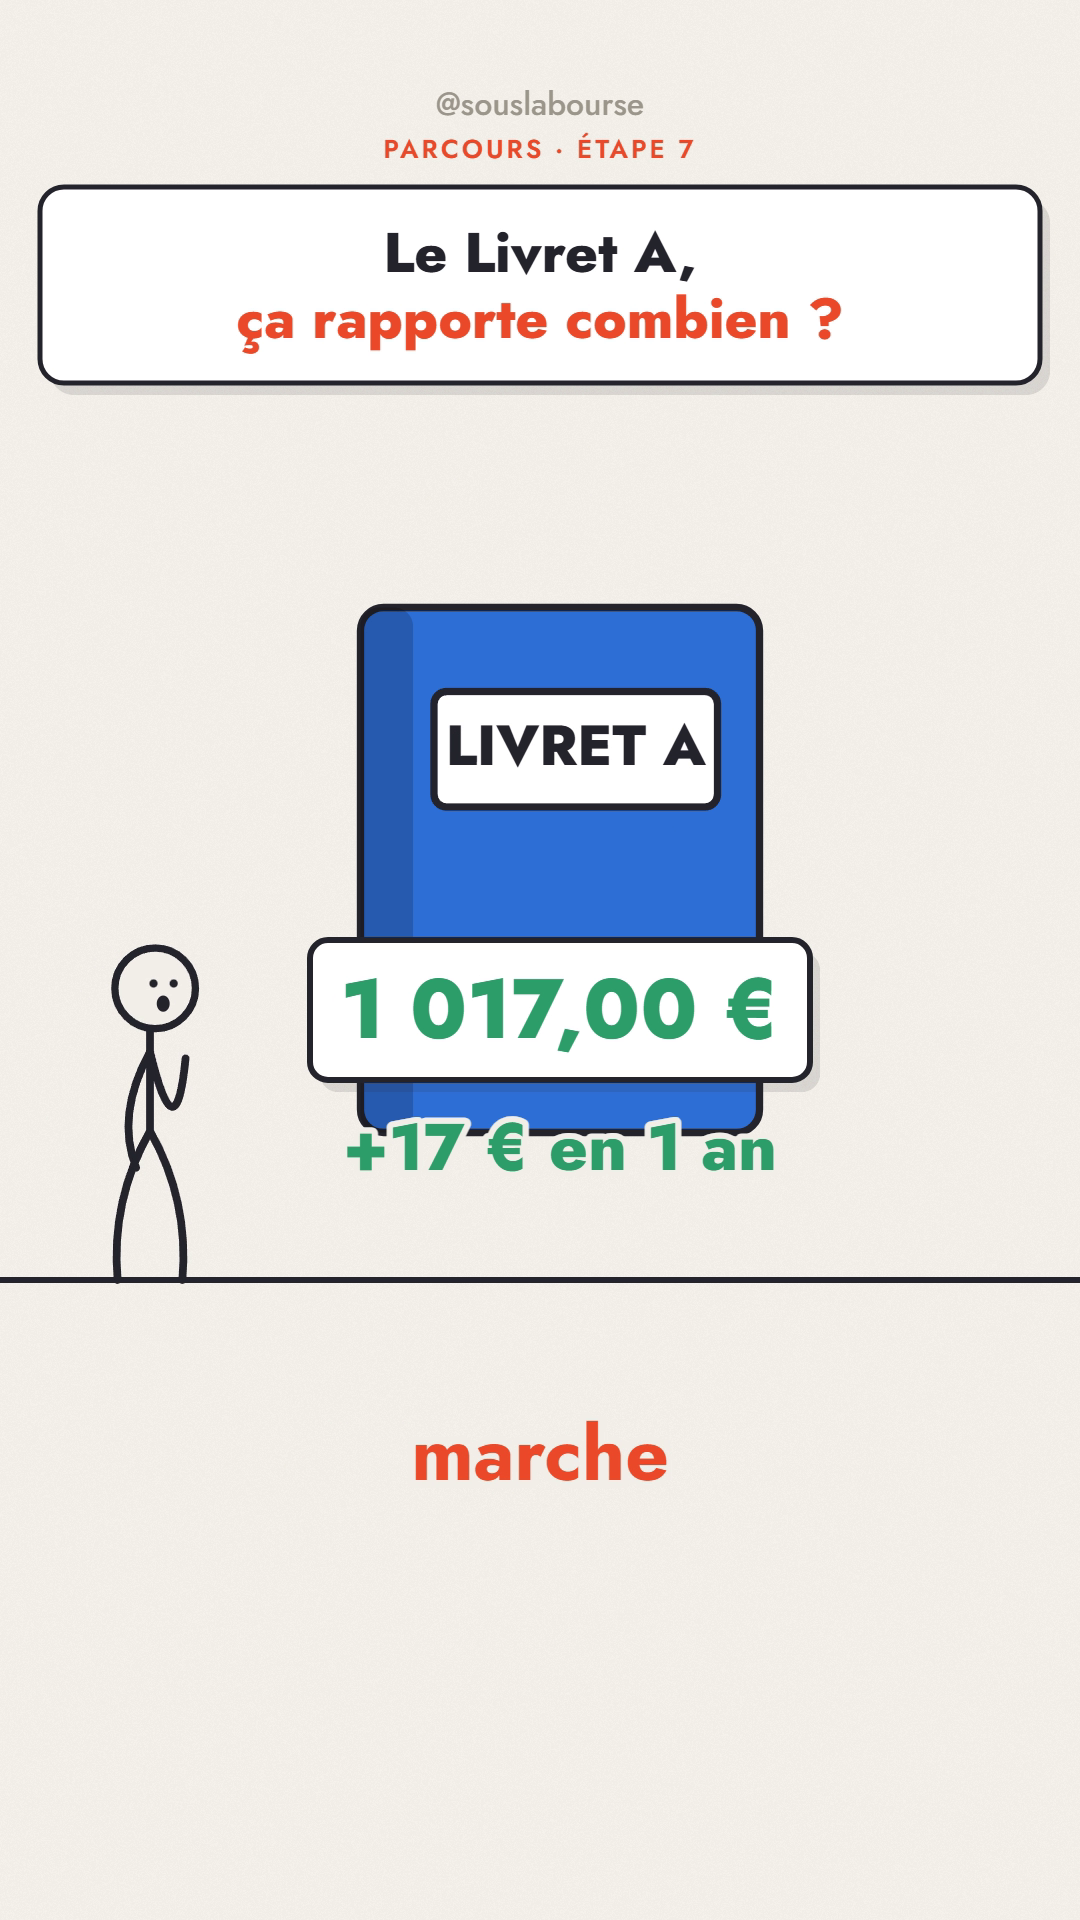 @souslabourse
PARCOURS · ÉTAPE 7
Le Livret A,
ça rapporte combien ?
LIVRET A
1 017,00 €
+17 € en 1 an
marche